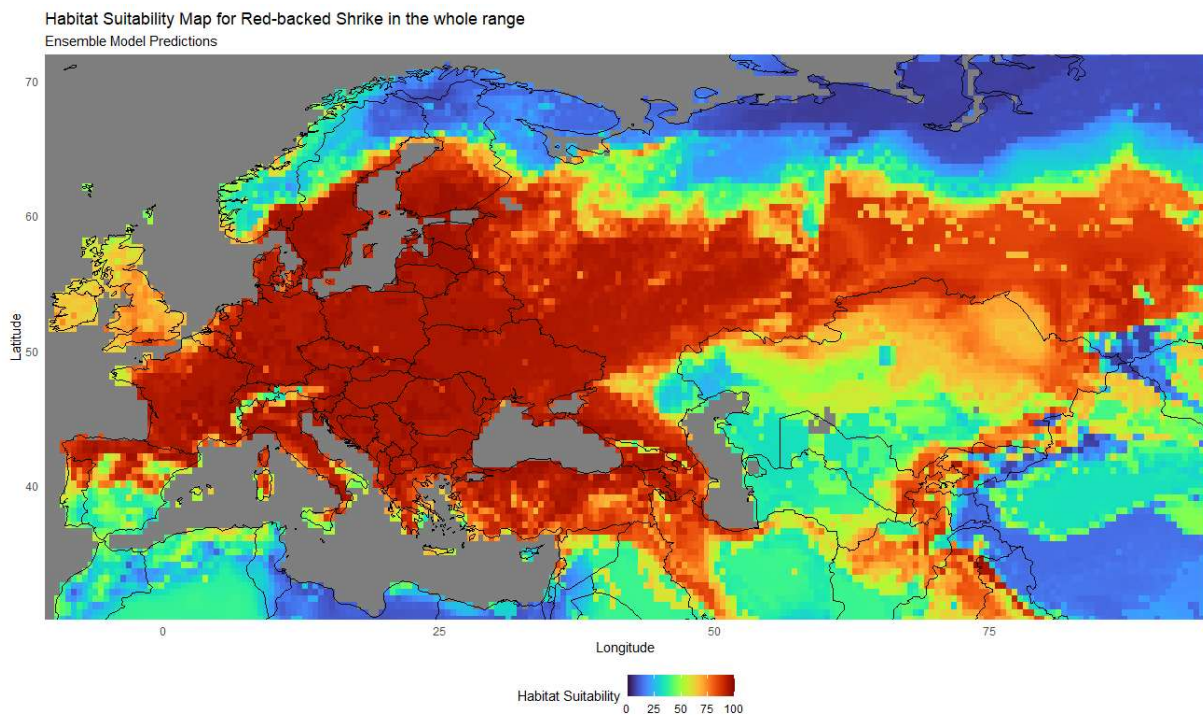 Habitat Suitability Map for Red-backed Shrike in the whole range
Ensemble Model Predictions
70
60
50
40
Latitude
0 25 50 75
Longitude
Habitat Suitability
0 25 50 75 100